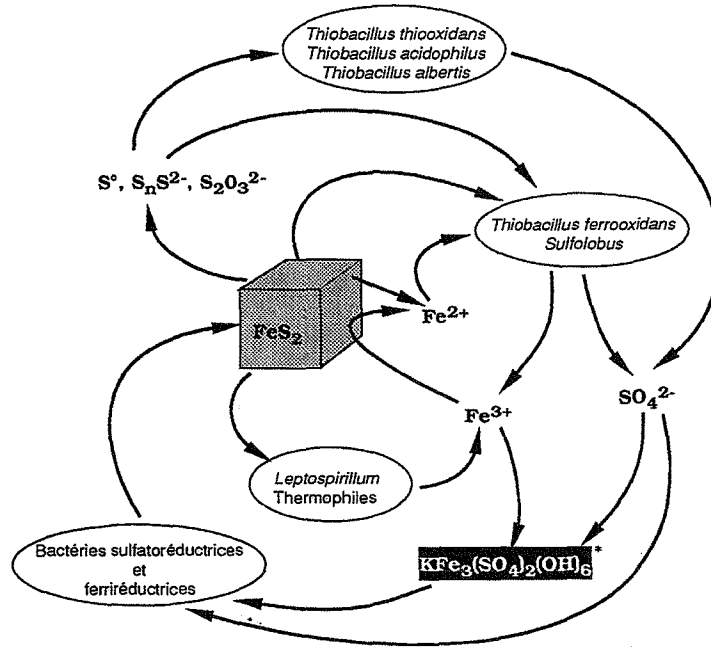 Thiobacillus thiooxidans
Thiobacillus acidophilus
Thiobacillus albertis
S°, SₙS²⁻, S₂0₃²⁻
Thiobacillus ferrooxidans
Sulfolobus
FeS₂
Fe²⁺
Fe³⁺
SO₄²⁻
Leptospirillum
Thermophiles
Bactéries sulfatoréductrices
et
ferriréductrices
KFe₃(SO₄)₂(OH)₆*